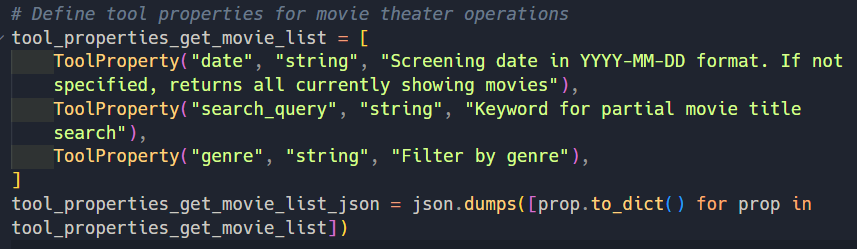 # Define tool properties for movie theater operations
tool_properties_get_movie_list = [
    ToolProperty("date", "string", "Screening date in YYYY-MM-DD format. If not
    specified, returns all currently showing movies"),
    ToolProperty("search_query", "string", "Keyword for partial movie title
    search"),
    ToolProperty("genre", "string", "Filter by genre"),
]
tool_properties_get_movie_list_json = json.dumps([prop.to_dict() for prop in
tool_properties_get_movie_list])